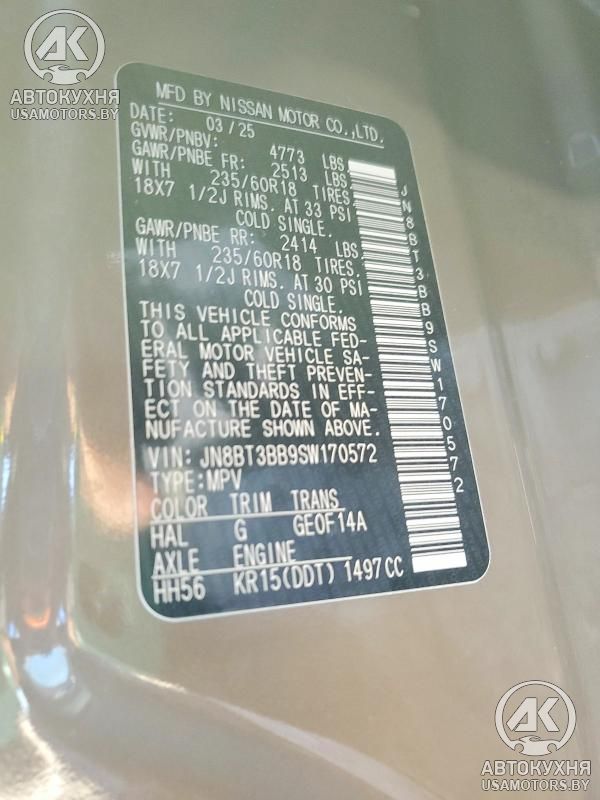 AK
АВТОКУХНЯ
USAMOTORS.BY
MFD BY NISSAN MOTOR CO.,LTD.
DATE: 03/25
GVWR/PNBV: 4773 LBS
GAWR/PNBE FR: 2513 LBS
WITH 235/60R18 TIRES.
18X7 1/2J RIMS. AT 33 PSI
COLD SINGLE.
GAWR/PNBE RR: 2414 LBS
WITH 235/60R18 TIRES.
18X7 1/2J RIMS. AT 30 PSI
COLD SINGLE.
THIS VEHICLE CONFORMS
TO ALL APPLICABLE FED-
ERAL MOTOR VEHICLE SA-
FETY AND THEFT PREVEN-
TION STANDARDS IN EFF-
ECT ON THE DATE OF MA-
NUFACTURE SHOWN ABOVE.
VIN: JN8BT3BB9SW170572
TYPE:MPV
COLOR TRIM TRANS
HAL G GEOF14A
AXLE ENGINE
HH56 KR15(DDT) 1497CC
JN8BT3BB9SW170572
AK
АВТОКУХНЯ
USAMOTORS.BY